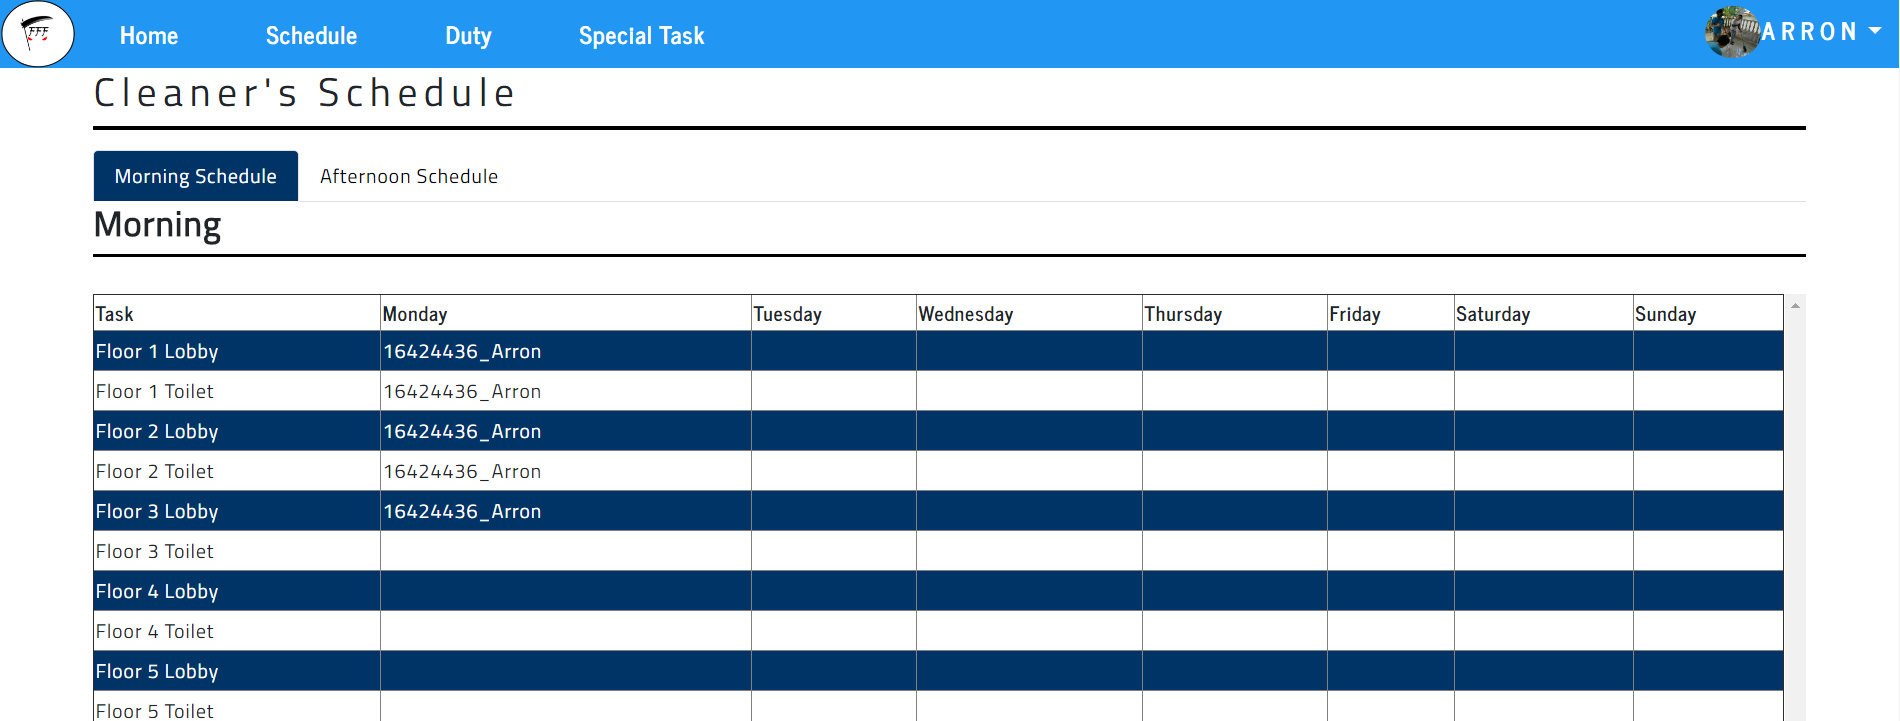 FFF
Home Schedule Duty Special Task ARRON
Cleaner's Schedule
Morning Schedule Afternoon Schedule
Morning
Task Monday Tuesday Wednesday Thursday Friday Saturday Sunday
Floor 1 Lobby 16424436_Arron
Floor 1 Toilet 16424436_Arron
Floor 2 Lobby 16424436_Arron
Floor 2 Toilet 16424436_Arron
Floor 3 Lobby 16424436_Arron
Floor 3 Toilet
Floor 4 Lobby
Floor 4 Toilet
Floor 5 Lobby
Floor 5 Toilet